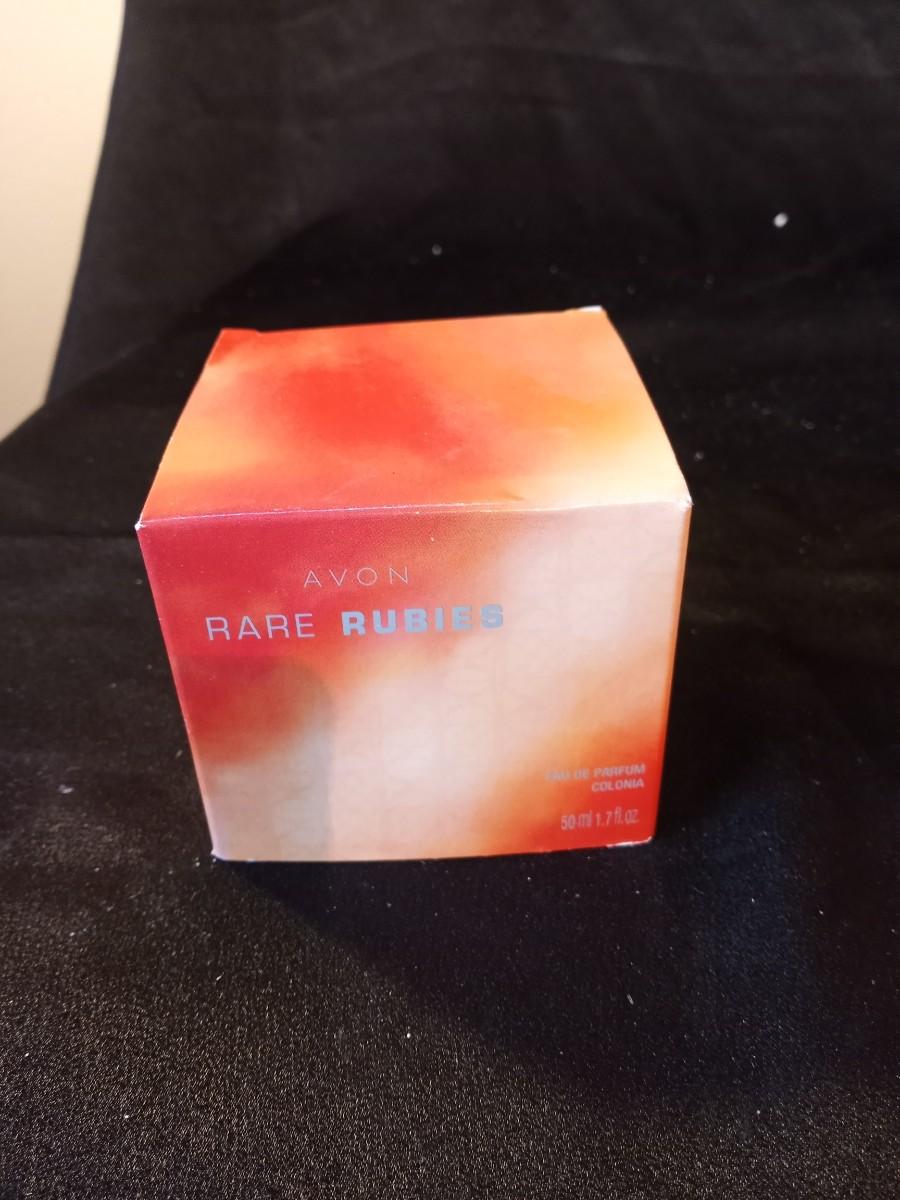 AVON
RARE RUBIES
EAU DE PARFUM
COLONIA
50 ml 1.7 fl.oz.